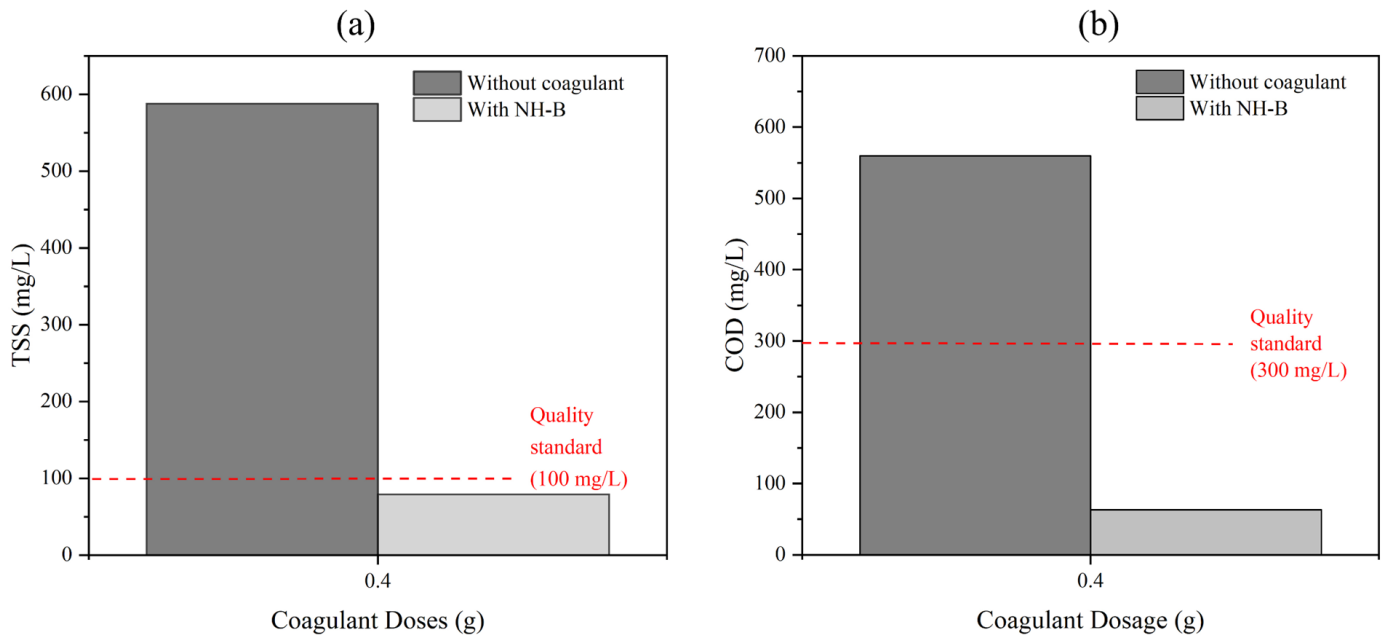 (a)
Without coagulant
With NH-B
600
500
400
300
200
100
0
TSS (mg/L)
Quality
standard
(100 mg/L)
0.4
Coagulant Doses (g)
(b)
Without coagulant
With NH-B
700
600
500
400
300
200
100
0
COD (mg/L)
Quality
standard
(300 mg/L)
0.4
Coagulant Dosage (g)